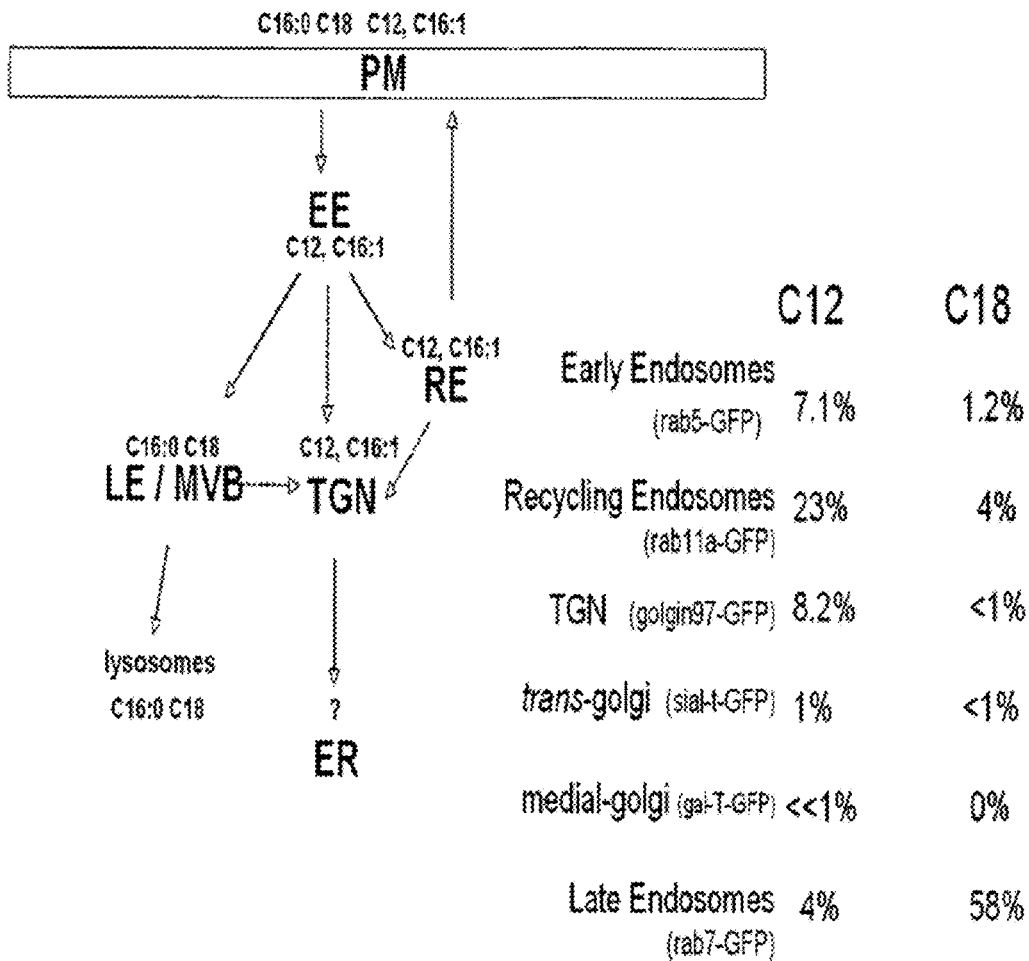 C16:0 C18 C12, C16:1
PM
EE
C12, C16:1
C12, C16:1
RE
C16:0 C18
LE / MVB
C12, C16:1
TGN
lysosomes
C16:0 C18
?
ER
C12 C18
Early Endosomes
(rab5-GFP) 7.1% 1.2%
Recycling Endosomes 23% 4%
(rab11a-GFP)
TGN (golgin97-GFP) 8.2% <1%
trans-golgi (sial-t-GFP) 1% <1%
medial-golgi (gal-T-GFP) <<1% 0%
Late Endosomes 4% 58%
(rab7-GFP)